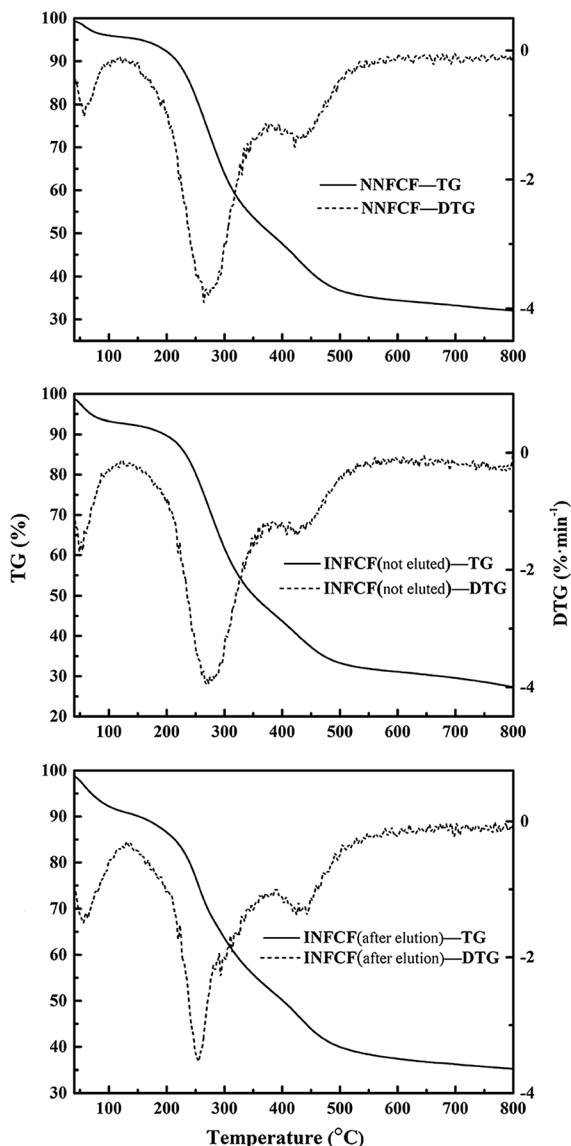 100
90
80
70
60
50
40
30
0
-2
-4
NNFCF—TG
NNFCF—DTG
100 200 300 400 500 600 700 800
100
90
80
70
60
50
40
30
20
0
-2
-4
TG (%)
DTG (%·min⁻¹)
INFCF(not eluted)—TG
INFCF(not eluted)—DTG
100 200 300 400 500 600 700 800
100
90
80
70
60
50
40
30
0
-2
-4
INFCF(after elution)—TG
INFCF(after elution)—DTG
100 200 300 400 500 600 700 800
Temperature (°C)